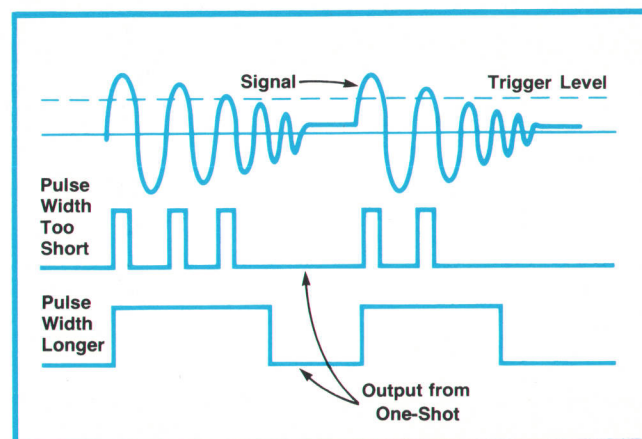 Signal
Trigger Level
Pulse
Width
Too
Short
Pulse
Width
Longer
Output from
One-Shot